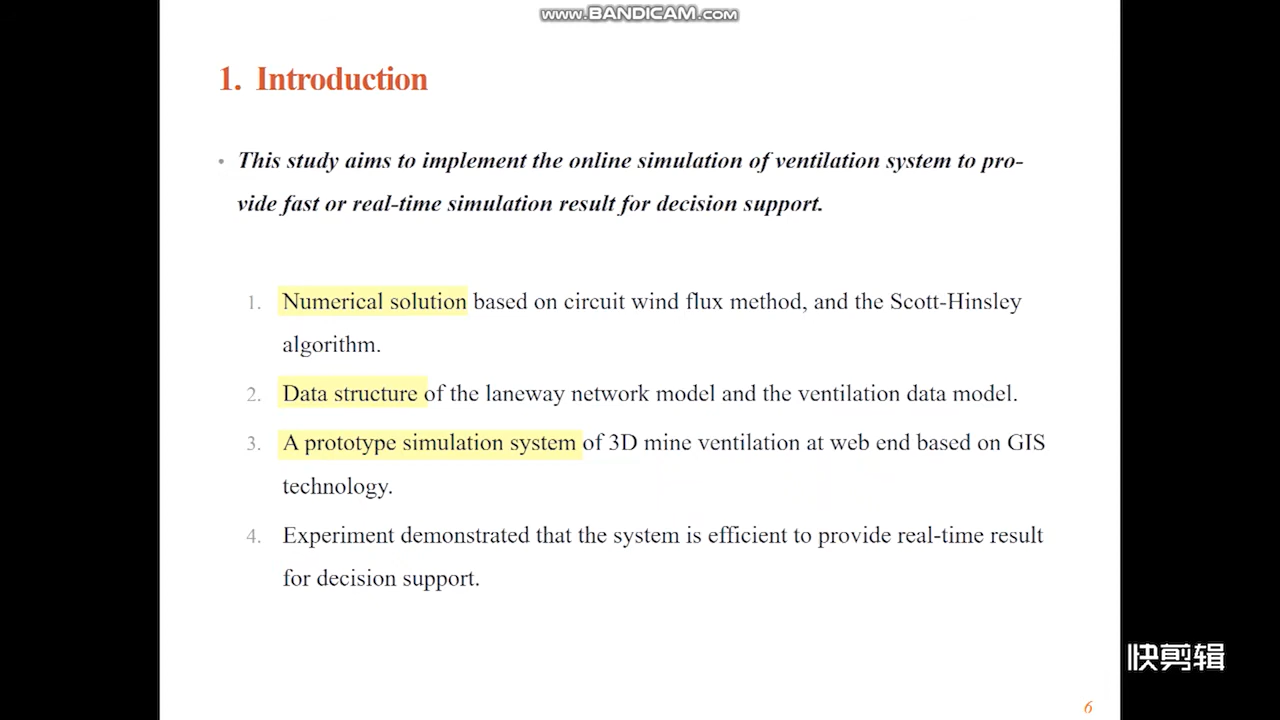 www.BANDICAM.com
1. Introduction
• This study aims to implement the online simulation of ventilation system to pro-
vide fast or real-time simulation result for decision support.
1. Numerical solution based on circuit wind flux method, and the Scott-Hinsley
algorithm.
2. Data structure of the laneway network model and the ventilation data model.
3. A prototype simulation system of 3D mine ventilation at web end based on GIS
technology.
4. Experiment demonstrated that the system is efficient to provide real-time result
for decision support.
快剪辑
6